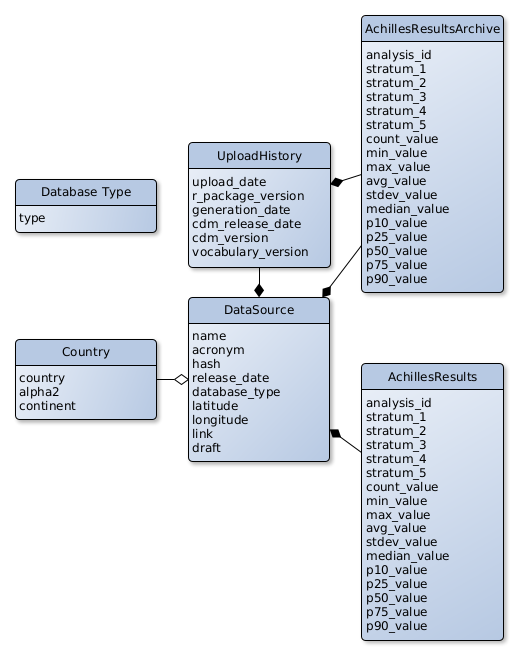 AchillesResultsArchive
analysis_id
stratum_1
stratum_2
stratum_3
stratum_4
stratum_5
count_value
min_value
max_value
avg_value
stdev_value
median_value
p10_value
p25_value
p50_value
p75_value
p90_value
UploadHistory
upload_date
r_package_version
generation_date
cdm_release_date
cdm_version
vocabulary_version
Database Type
type
DataSource
name
acronym
hash
release_date
database_type
latitude
longitude
link
draft
Country
country
alpha2
continent
AchillesResults
analysis_id
stratum_1
stratum_2
stratum_3
stratum_4
stratum_5
count_value
min_value
max_value
avg_value
stdev_value
median_value
p10_value
p25_value
p50_value
p75_value
p90_value